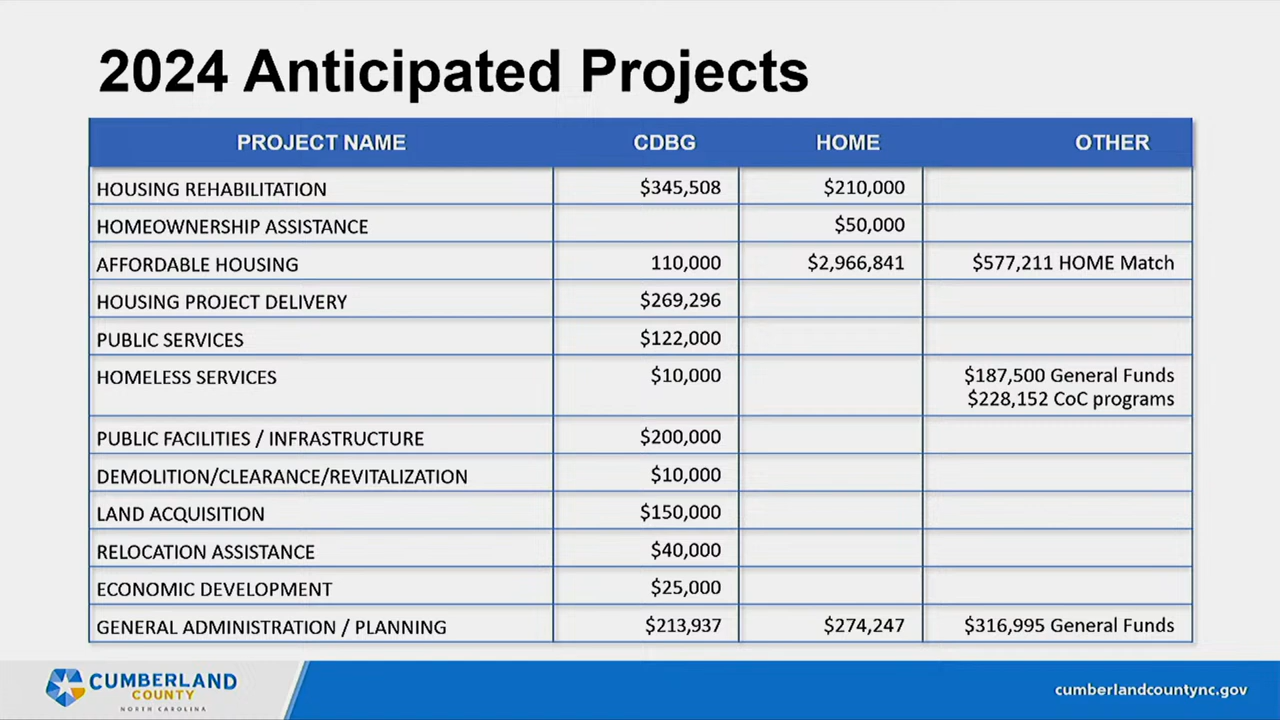 2024 Anticipated Projects
PROJECT NAME CDBG HOME OTHER
HOUSING REHABILITATION $345,508 $210,000
HOMEOWNERSHIP ASSISTANCE $50,000
AFFORDABLE HOUSING 110,000 $2,966,841 $577,211 HOME Match
HOUSING PROJECT DELIVERY $269,296
PUBLIC SERVICES $122,000
HOMELESS SERVICES $10,000 $187,500 General Funds
$228,152 CoC programs
PUBLIC FACILITIES / INFRASTRUCTURE $200,000
DEMOLITION/CLEARANCE/REVITALIZATION $10,000
LAND ACQUISITION $150,000
RELOCATION ASSISTANCE $40,000
ECONOMIC DEVELOPMENT $25,000
GENERAL ADMINISTRATION / PLANNING $213,937 $274,247 $316,995 General Funds
CUMBERLAND
COUNTY
NORTH CAROLINA
cumberlandcountync.gov